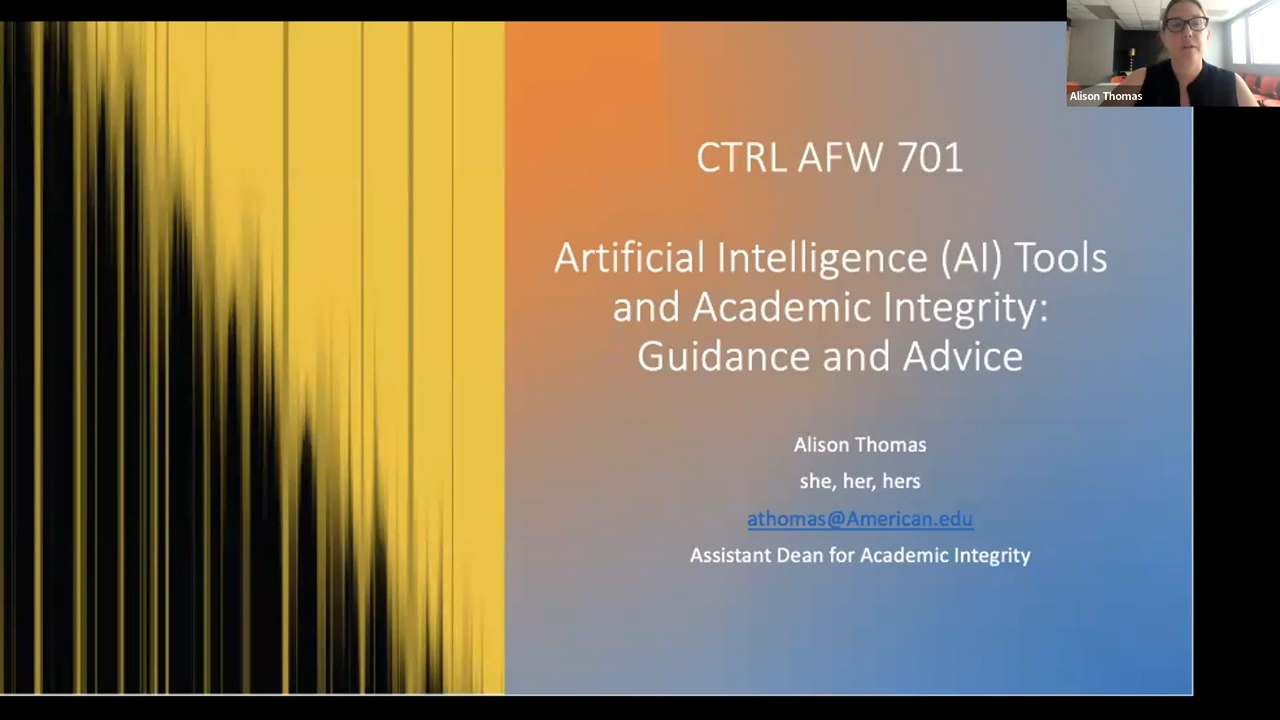 Alison Thomas
CTRL AFW 701
Artificial Intelligence (AI) Tools
and Academic Integrity:
Guidance and Advice
Alison Thomas
she, her, hers
athomas@American.edu
Assistant Dean for Academic Integrity